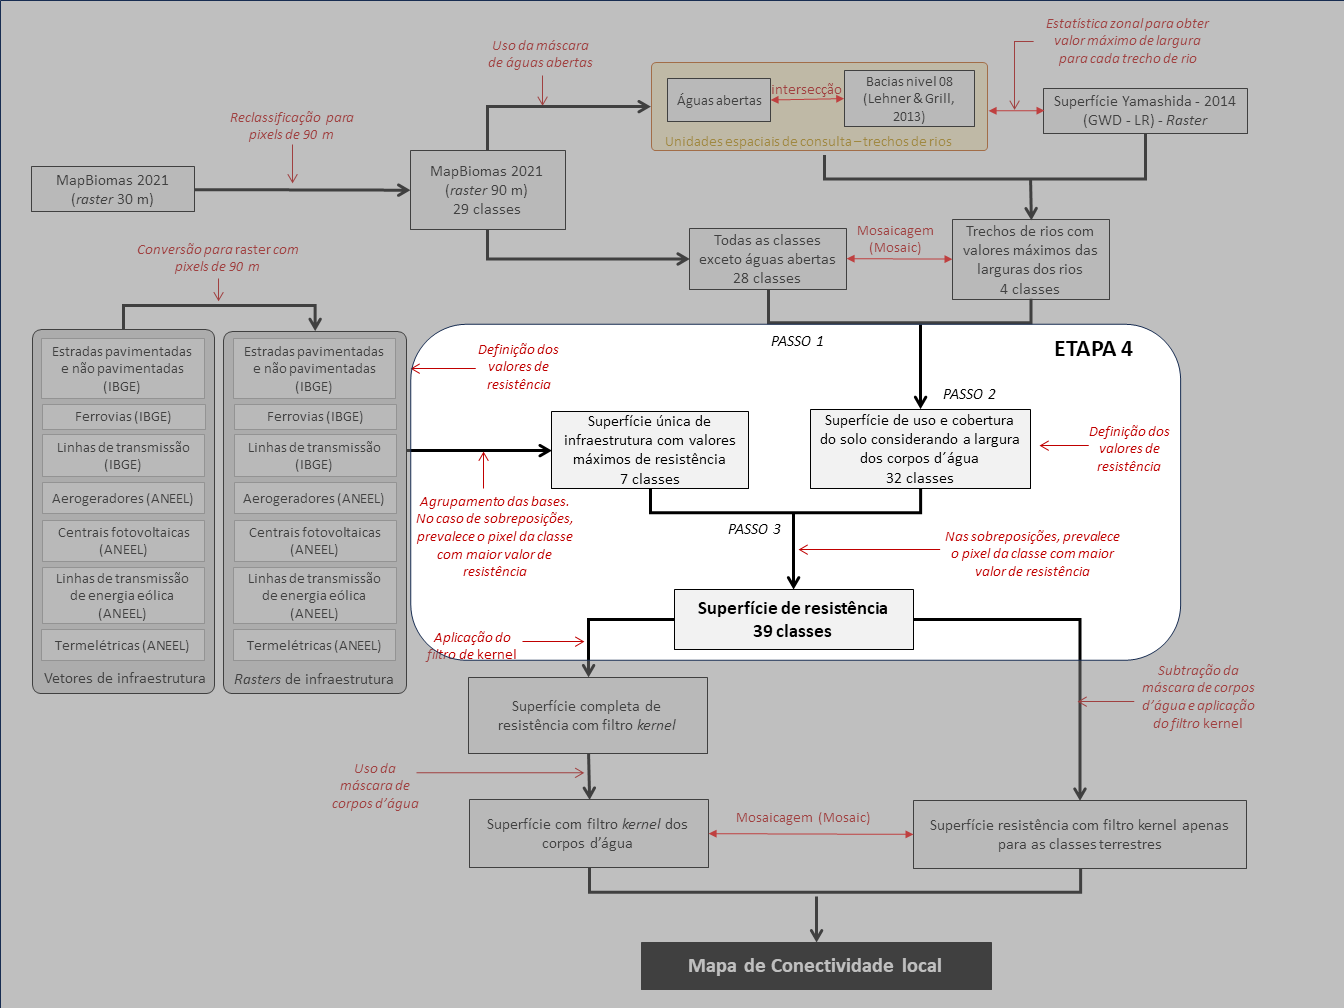 Estatística zonal para obter
valor máximo de largura
para cada trecho de rio
Uso da máscara
de águas abertas
Águas abertas
intersecção
Bacias nivel 08
(Lehner & Grill,
2013)
Unidades espaciais de consulta – trechos de rios
Superfície Yamashida - 2014
(GWD - LR) - Raster
Reclassificação para
pixels de 90 m
MapBiomas 2021
(raster 30 m)
MapBiomas 2021
(raster 90 m)
29 classes
Todas as classes
exceto águas abertas
28 classes
Mosaicagem
(Mosaic)
Trechos de rios com
valores máximos das
larguras dos rios
4 classes
Conversão para raster com
pixels de 90 m
Estradas pavimentadas
e não pavimentadas
(IBGE)
Ferrovias (IBGE)
Linhas de transmissão
(IBGE)
Aerogeradores (ANEEL)
Centrais fotovoltaicas
(ANEEL)
Linhas de transmissão
de energia eólica
(ANEEL)
Termelétricas (ANEEL)
Vetores de infraestrutura
Estradas pavimentadas
e não pavimentadas
(IBGE)
Ferrovias (IBGE)
Linhas de transmissão
(IBGE)
Aerogeradores (ANEEL)
Centrais fotovoltaicas
(ANEEL)
Linhas de transmissão
de energia eólica
(ANEEL)
Termelétricas (ANEEL)
Rasters de infraestrutura
PASSO 1
ETAPA 4
Definição dos
valores de
resistência
PASSO 2
Superfície única de
infraestrutura com valores
máximos de resistência
7 classes
Superfície de uso e cobertura
do solo considerando a largura
dos corpos d´água
32 classes
Definição dos
valores de
resistência
Agrupamento das bases.
No caso de sobreposições,
prevalece o pixel da classe
com maior valor de
resistência
PASSO 3
Nas sobreposições, prevalece
o pixel da classe com maior
valor de resistência
Superfície de resistência
39 classes
Aplicação do
filtro de kernel
Superfície completa de
resistência com filtro kernel
Subtração da
máscara de corpos
d’água e aplicação
do filtro kernel
Uso da
máscara de
corpos d’água
Superfície com filtro kernel dos
corpos d’água
Mosaicagem (Mosaic)
Superfície resistência com filtro kernel apenas
para as classes terrestres
Mapa de Conectividade local